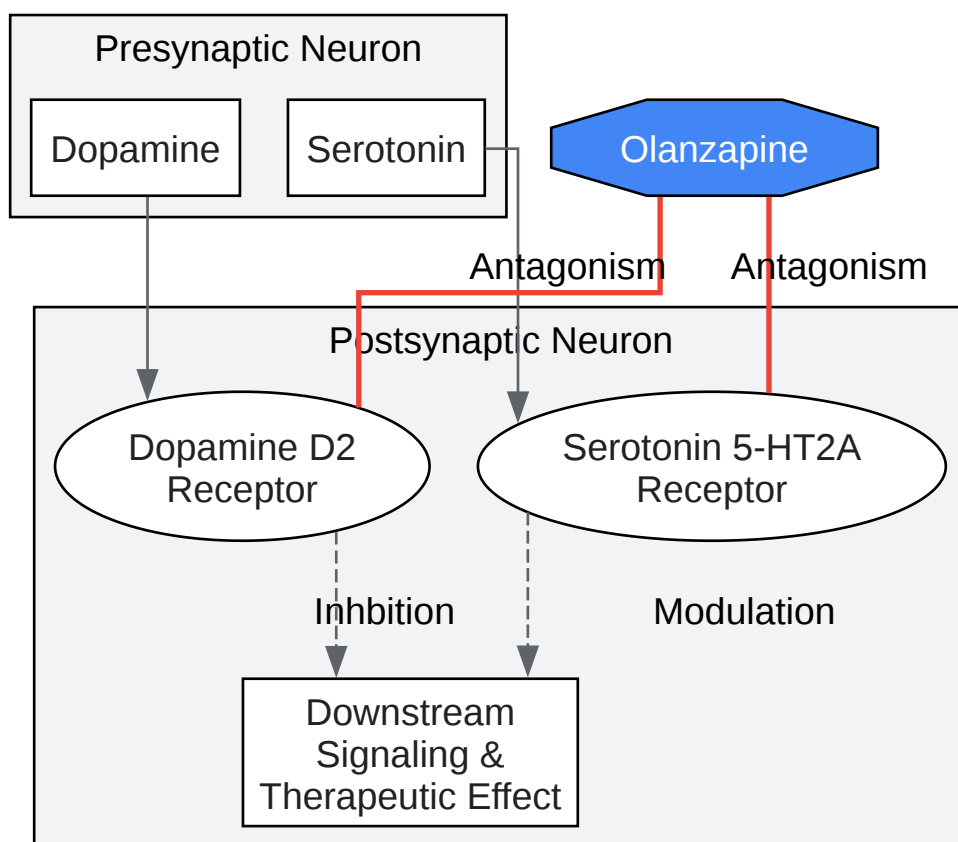 Presynaptic Neuron
Dopamine
Serotonin
Olanzapine
Antagonism
Antagonism
Postsynaptic Neuron
Dopamine D2
Receptor
Serotonin 5-HT2A
Receptor
Inhbition
Modulation
Downstream
Signaling &
Therapeutic Effect